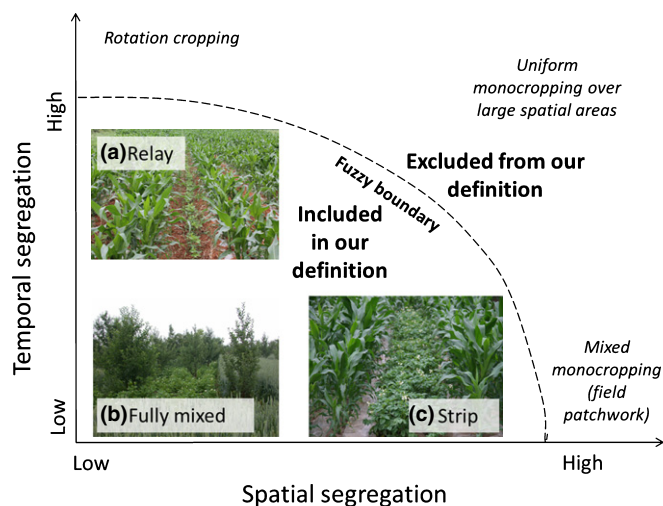 Rotation cropping
Uniform
monocropping over
large spatial areas
High
(a) Relay
Fuzzy boundary
Excluded from our
definition
Included
in our
definition
Temporal segregation
Mixed
monocropping
(field
patchwork)
(b) Fully mixed
(c) Strip
Low
Low
High
Spatial segregation